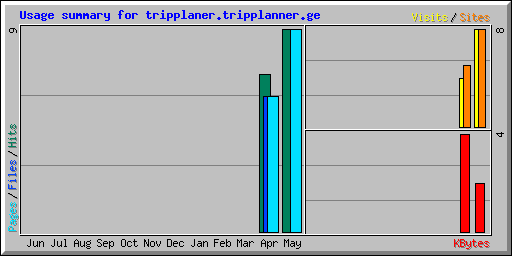 Usage summary for tripplaner.tripplanner.ge
Visits / Sites
9
8
4
Pages / Files / Hits
Jun Jul Aug Sep Oct Nov Dec Jan Feb Mar Apr May
KBytes